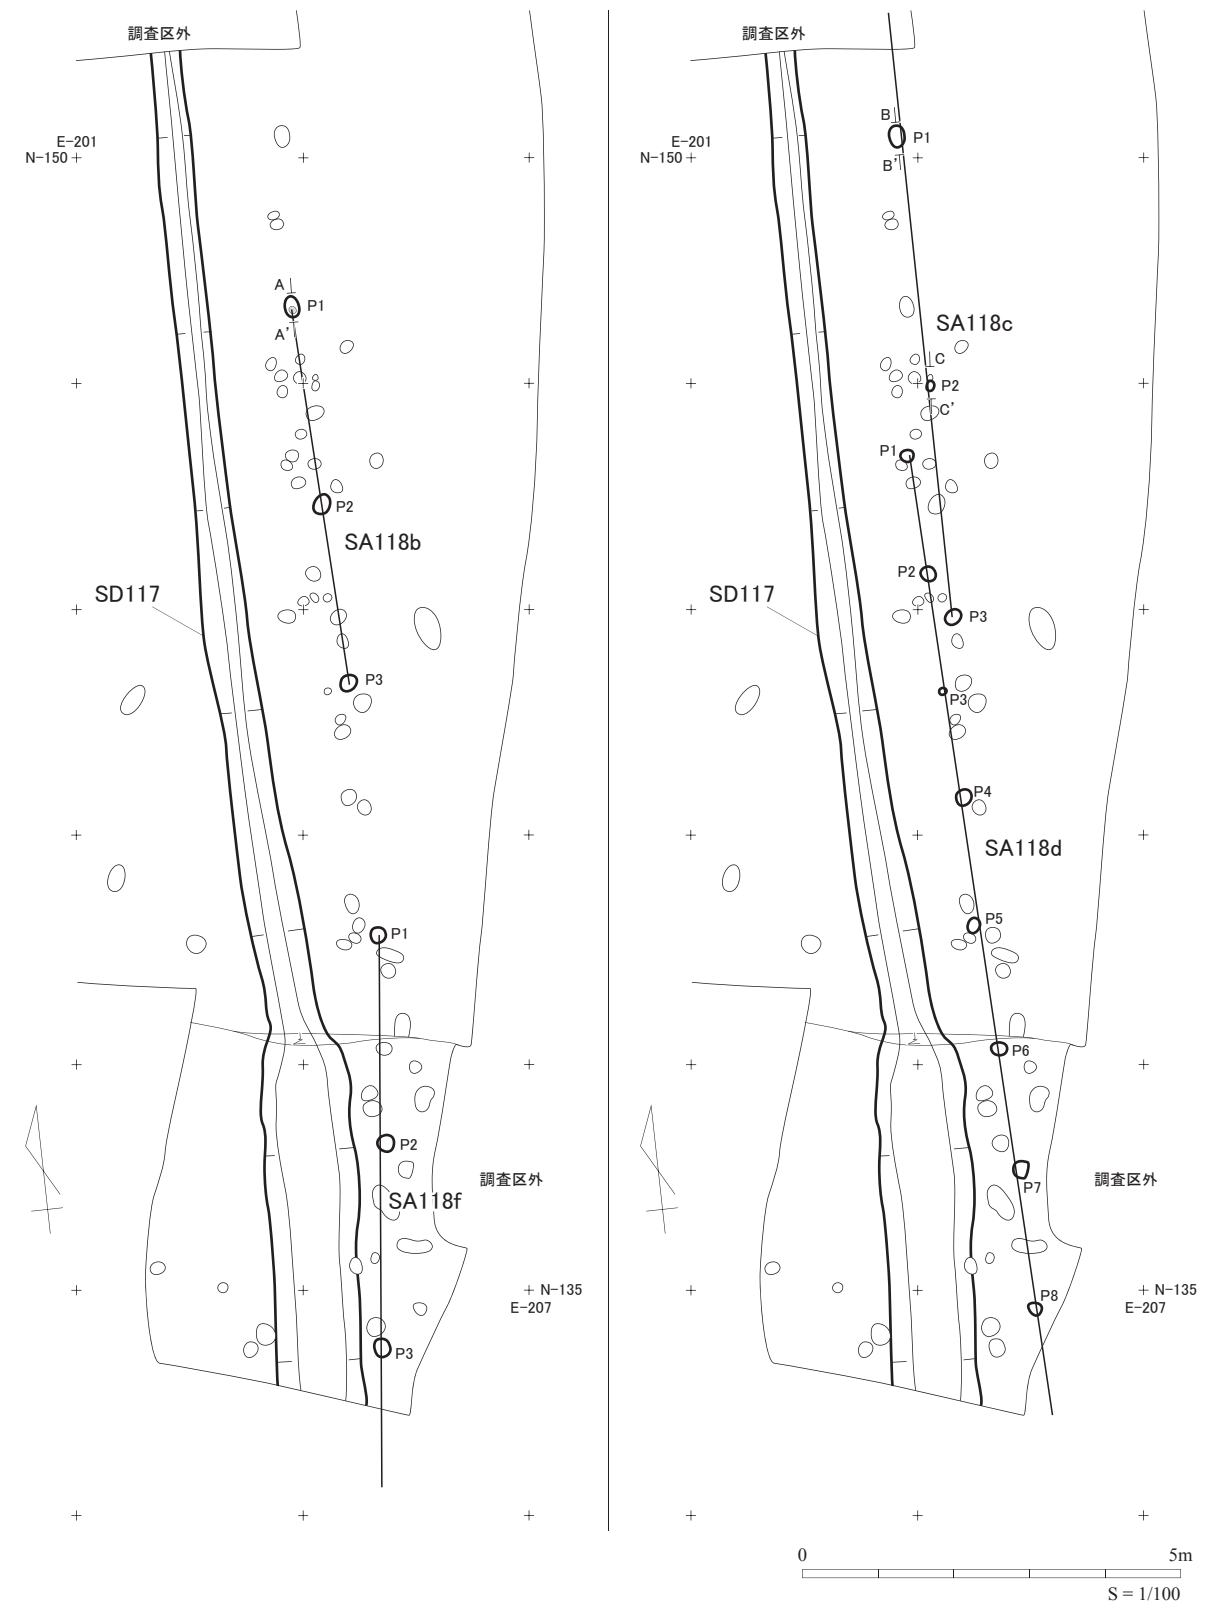 調査区外
E-201
N-150
A
P1
A'
P2
SA118b
SD117
P3
P1
P2
調査区外
SA118f
N-135
E-207
P3
調査区外
B
E-201
P1
N-150
B'
SA118c
C
P2
C'
P1
P2
SD117
P3
P3
P4
SA118d
P5
P6
調査区外
P7
N-135
P8
E-207
0 5m
S = 1/100